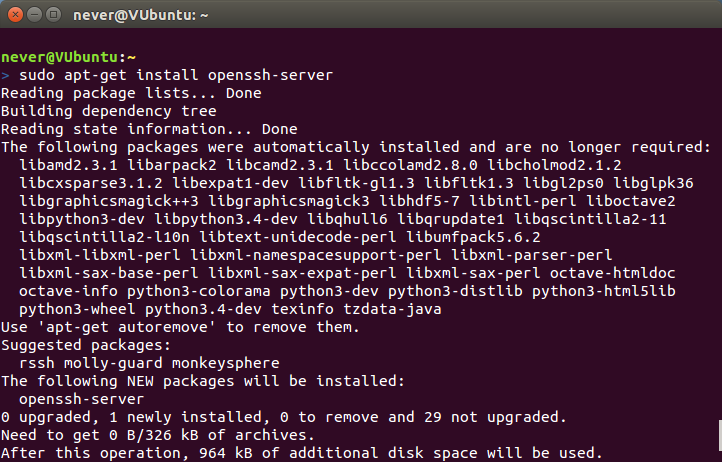 never@VUbuntu: ~
never@VUbuntu:~
> sudo apt-get install openssh-server
Reading package lists... Done
Building dependency tree
Reading state information... Done
The following packages were automatically installed and are no longer required:
  libamd2.3.1 libarpack2 libcamd2.3.1 libccolamd2.8.0 libcholmod2.1.2
  libcxsparse3.1.2 libexpat1-dev libfltk-gl1.3 libfltk1.3 libgl2ps0 libglpk36
  libgraphicsmagick++3 libgraphicsmagick3 libhdf5-7 libintl-perl liboctave2
  libpython3-dev libpython3.4-dev libqhull6 libqrupdate1 libqscintilla2-11
  libqscintilla2-l10n libtext-unidecode-perl libumfpack5.6.2
  libxml-libxml-perl libxml-namespacesupport-perl libxml-parser-perl
  libxml-sax-base-perl libxml-sax-expat-perl libxml-sax-perl octave-htmldoc
  octave-info python3-colorama python3-dev python3-distlib python3-html5lib
  python3-wheel python3.4-dev texinfo tzdata-java
Use 'apt-get autoremove' to remove them.
Suggested packages:
  rssh molly-guard monkeysphere
The following NEW packages will be installed:
  openssh-server
0 upgraded, 1 newly installed, 0 to remove and 29 not upgraded.
Need to get 0 B/326 kB of archives.
After this operation, 964 kB of additional disk space will be used.